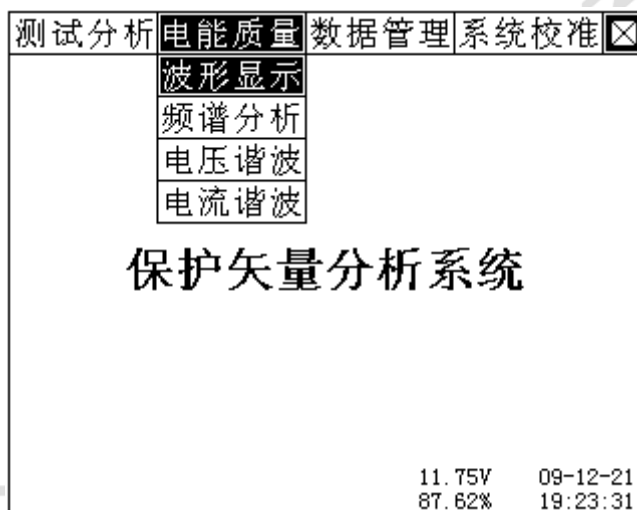 测试分析 电能质量 数据管理 系统校准
波形显示
频谱分析
电压谐波
电流谐波
保护矢量分析系统
11.75V 09-12-21
87.62% 19:23:31